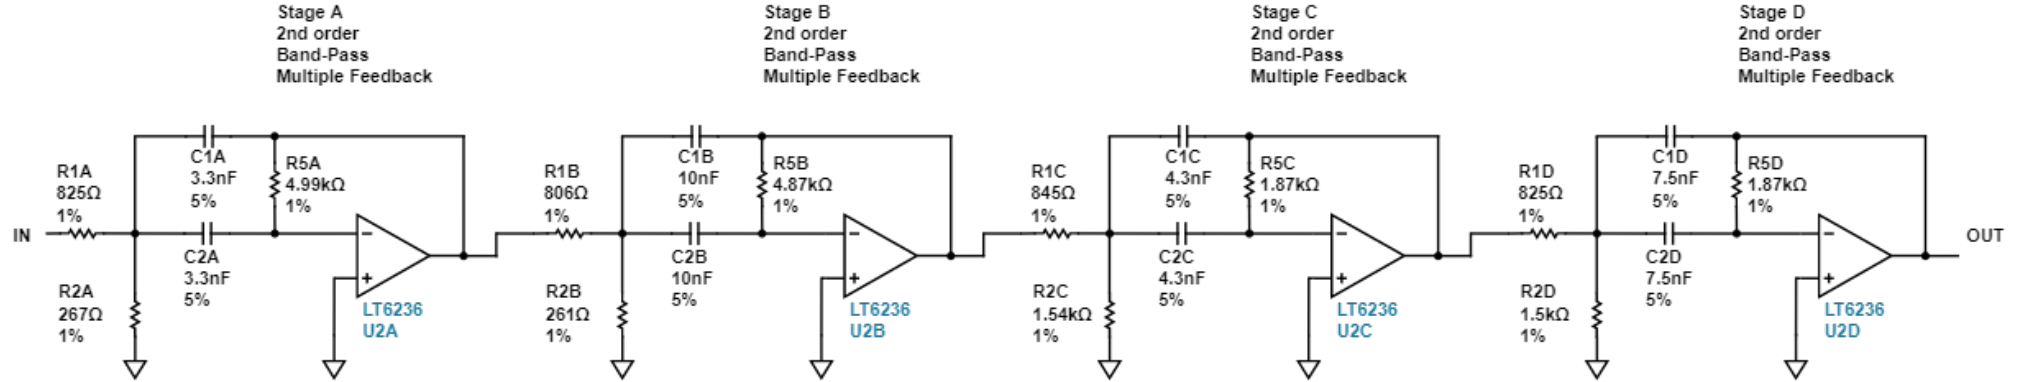 Stage A
2nd order
Band-Pass
Multiple Feedback
Stage B
2nd order
Band-Pass
Multiple Feedback
Stage C
2nd order
Band-Pass
Multiple Feedback
Stage D
2nd order
Band-Pass
Multiple Feedback
IN
R1A
825Ω
1%
C1A
3.3nF
5%
R5A
4.99kΩ
1%
C2A
3.3nF
5%
R2A
267Ω
1%
−
+
LT6236
U2A
R1B
806Ω
1%
C1B
10nF
5%
R5B
4.87kΩ
1%
C2B
10nF
5%
R2B
261Ω
1%
−
+
LT6236
U2B
R1C
845Ω
1%
C1C
4.3nF
5%
R5C
1.87kΩ
1%
C2C
4.3nF
5%
R2C
1.54kΩ
1%
−
+
LT6236
U2C
R1D
825Ω
1%
C1D
7.5nF
5%
R5D
1.87kΩ
1%
C2D
7.5nF
5%
R2D
1.5kΩ
1%
−
+
LT6236
U2D
OUT